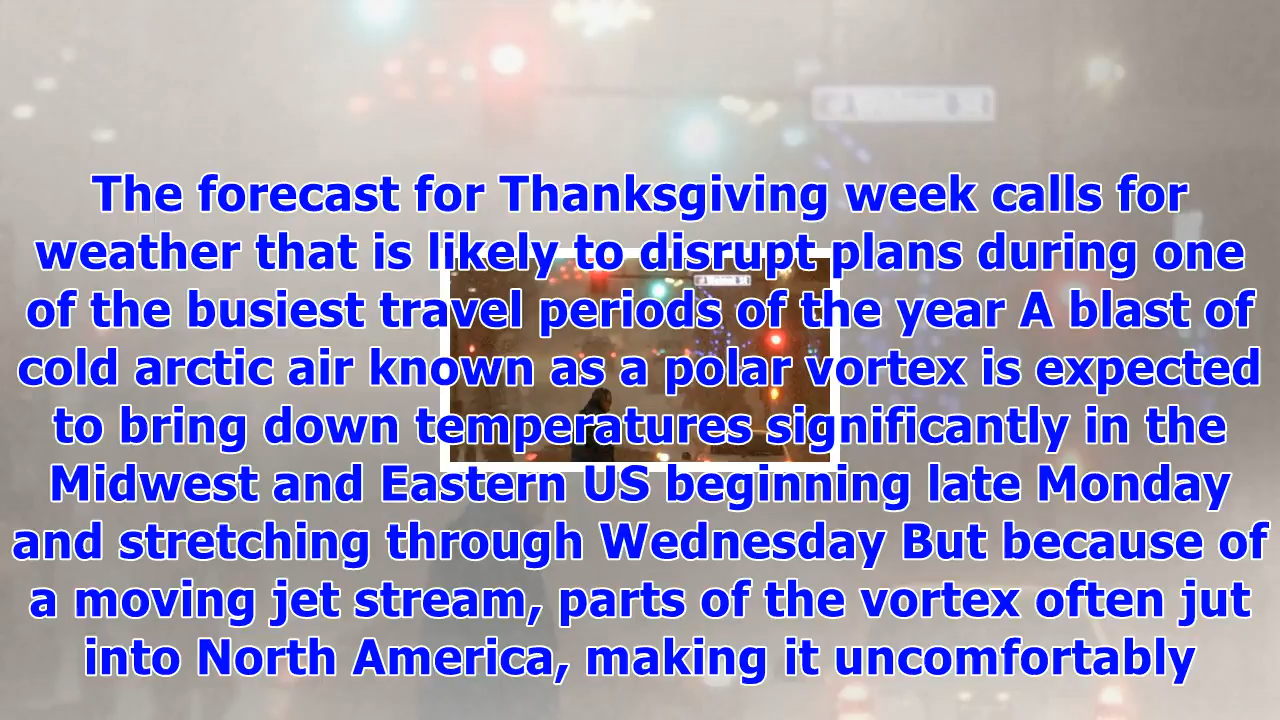 The forecast for Thanksgiving week calls for
weather that is likely to disrupt plans during one
of the busiest travel periods of the year A blast of
cold arctic air known as a polar vortex is expected
to bring down temperatures significantly in the
Midwest and Eastern US beginning late Monday
and stretching through Wednesday But because of
a moving jet stream, parts of the vortex often jut
into North America, making it uncomfortably